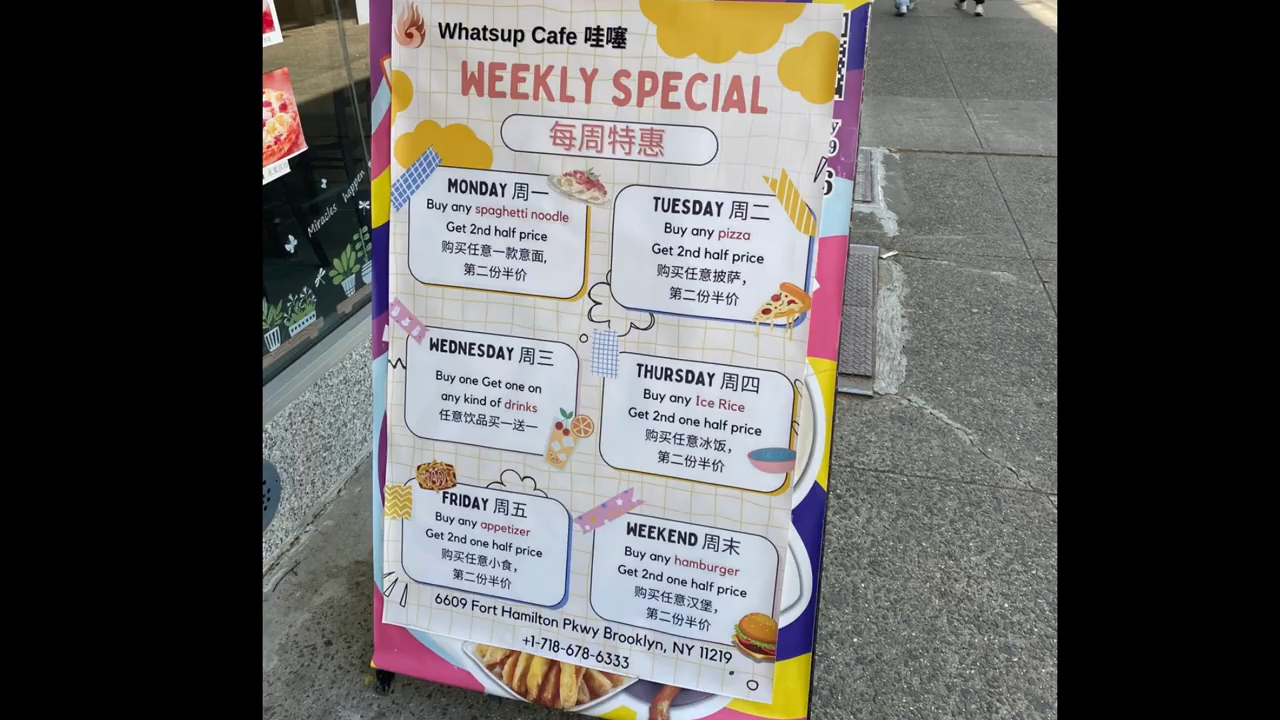 Whatsup Cafe 哇噻
WEEKLY SPECIAL
每周特惠
MONDAY 周一
Buy any spaghetti noodle
Get 2nd half price
购买任意一款意面,
第二份半价
TUESDAY 周二
Buy any pizza
Get 2nd half price
购买任意披萨,
第二份半价
WEDNESDAY 周三
Buy one Get one on
any kind of drinks
任意饮品买一送一
THURSDAY 周四
Buy any Ice Rice
Get 2nd one half price
购买任意冰饭,
第二份半价
FRIDAY 周五
Buy any appetizer
Get 2nd one half price
购买任意小食,
第二份半价
WEEKEND 周末
Buy any hamburger
Get 2nd one half price
购买任意汉堡,
第二份半价
6609 Fort Hamilton Pkwy Brooklyn, NY 11219
+1-718-678-6333
Miracles happen
y
9
6